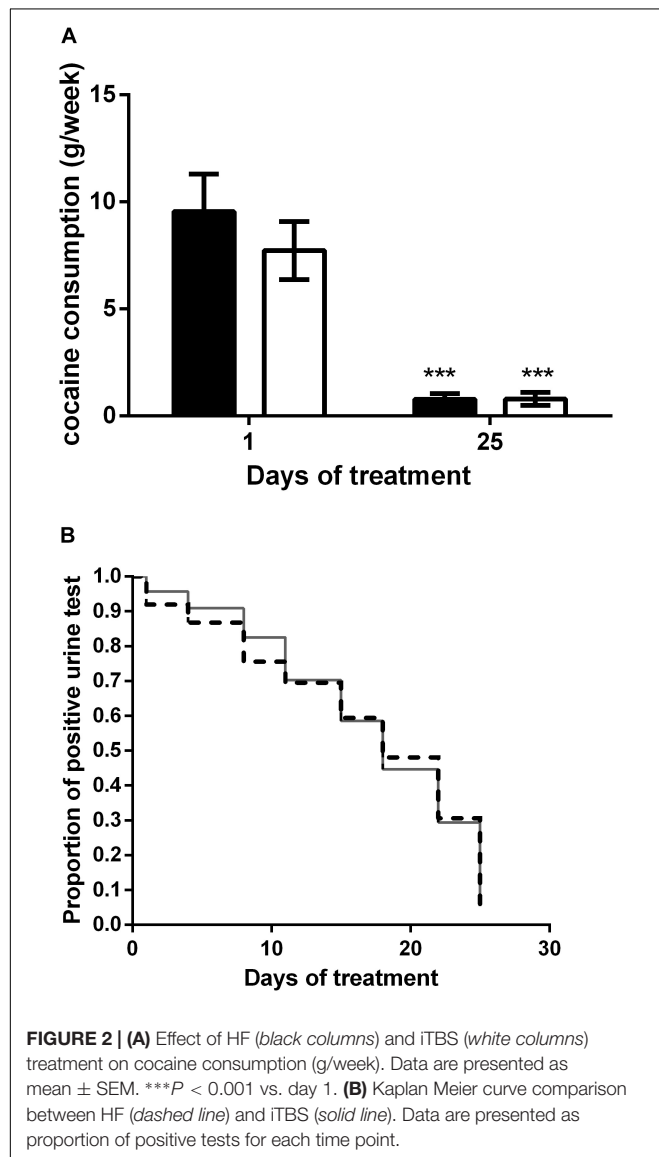 A
cocaine consumption (g/week)
15
10
5
0
*** ***
1 25
Days of treatment
B
Proportion of positive urine test
1.0
0.9
0.8
0.7
0.6
0.5
0.4
0.3
0.2
0.1
0.0
0 10 20 30
Days of treatment
FIGURE 2 | (A) Effect of HF (black columns) and iTBS (white columns)
treatment on cocaine consumption (g/week). Data are presented as
mean ± SEM. ***P < 0.001 vs. day 1. (B) Kaplan Meier curve comparison
between HF (dashed line) and iTBS (solid line). Data are presented as
proportion of positive tests for each time point.